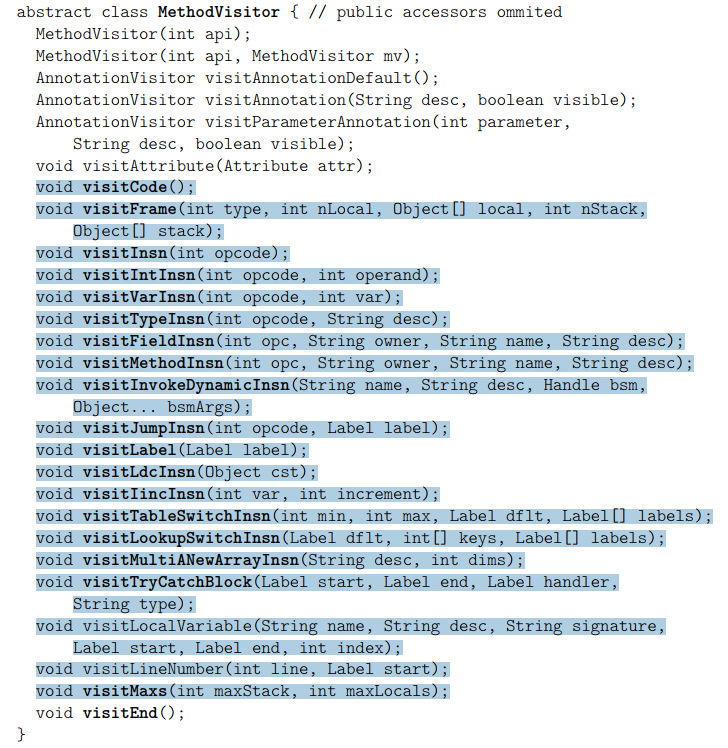 abstract class MethodVisitor { // public accessors ommited
MethodVisitor(int api);
MethodVisitor(int api, MethodVisitor mv);
AnnotationVisitor visitAnnotationDefault();
AnnotationVisitor visitAnnotation(String desc, boolean visible);
AnnotationVisitor visitParameterAnnotation(int parameter,
String desc, boolean visible);
void visitAttribute(Attribute attr);
void visitCode();
void visitFrame(int type, int nLocal, Object[] local, int nStack,
Object[] stack);
void visitInsn(int opcode);
void visitIntInsn(int opcode, int operand);
void visitVarInsn(int opcode, int var);
void visitTypeInsn(int opcode, String desc);
void visitFieldInsn(int opc, String owner, String name, String desc);
void visitMethodInsn(int opc, String owner, String name, String desc);
void visitInvokeDynamicInsn(String name, String desc, Handle bsm,
Object... bsmArgs);
void visitJumpInsn(int opcode, Label label);
void visitLabel(Label label);
void visitLdcInsn(Object cst);
void visitIincInsn(int var, int increment);
void visitTableSwitchInsn(int min, int max, Label dflt, Label[] labels);
void visitLookupSwitchInsn(Label dflt, int[] keys, Label[] labels);
void visitMultiANewArrayInsn(String desc, int dims);
void visitTryCatchBlock(Label start, Label end, Label handler,
String type);
void visitLocalVariable(String name, String desc, String signature,
Label start, Label end, int index);
void visitLineNumber(int line, Label start);
void visitMaxs(int maxStack, int maxLocals);
void visitEnd();
}